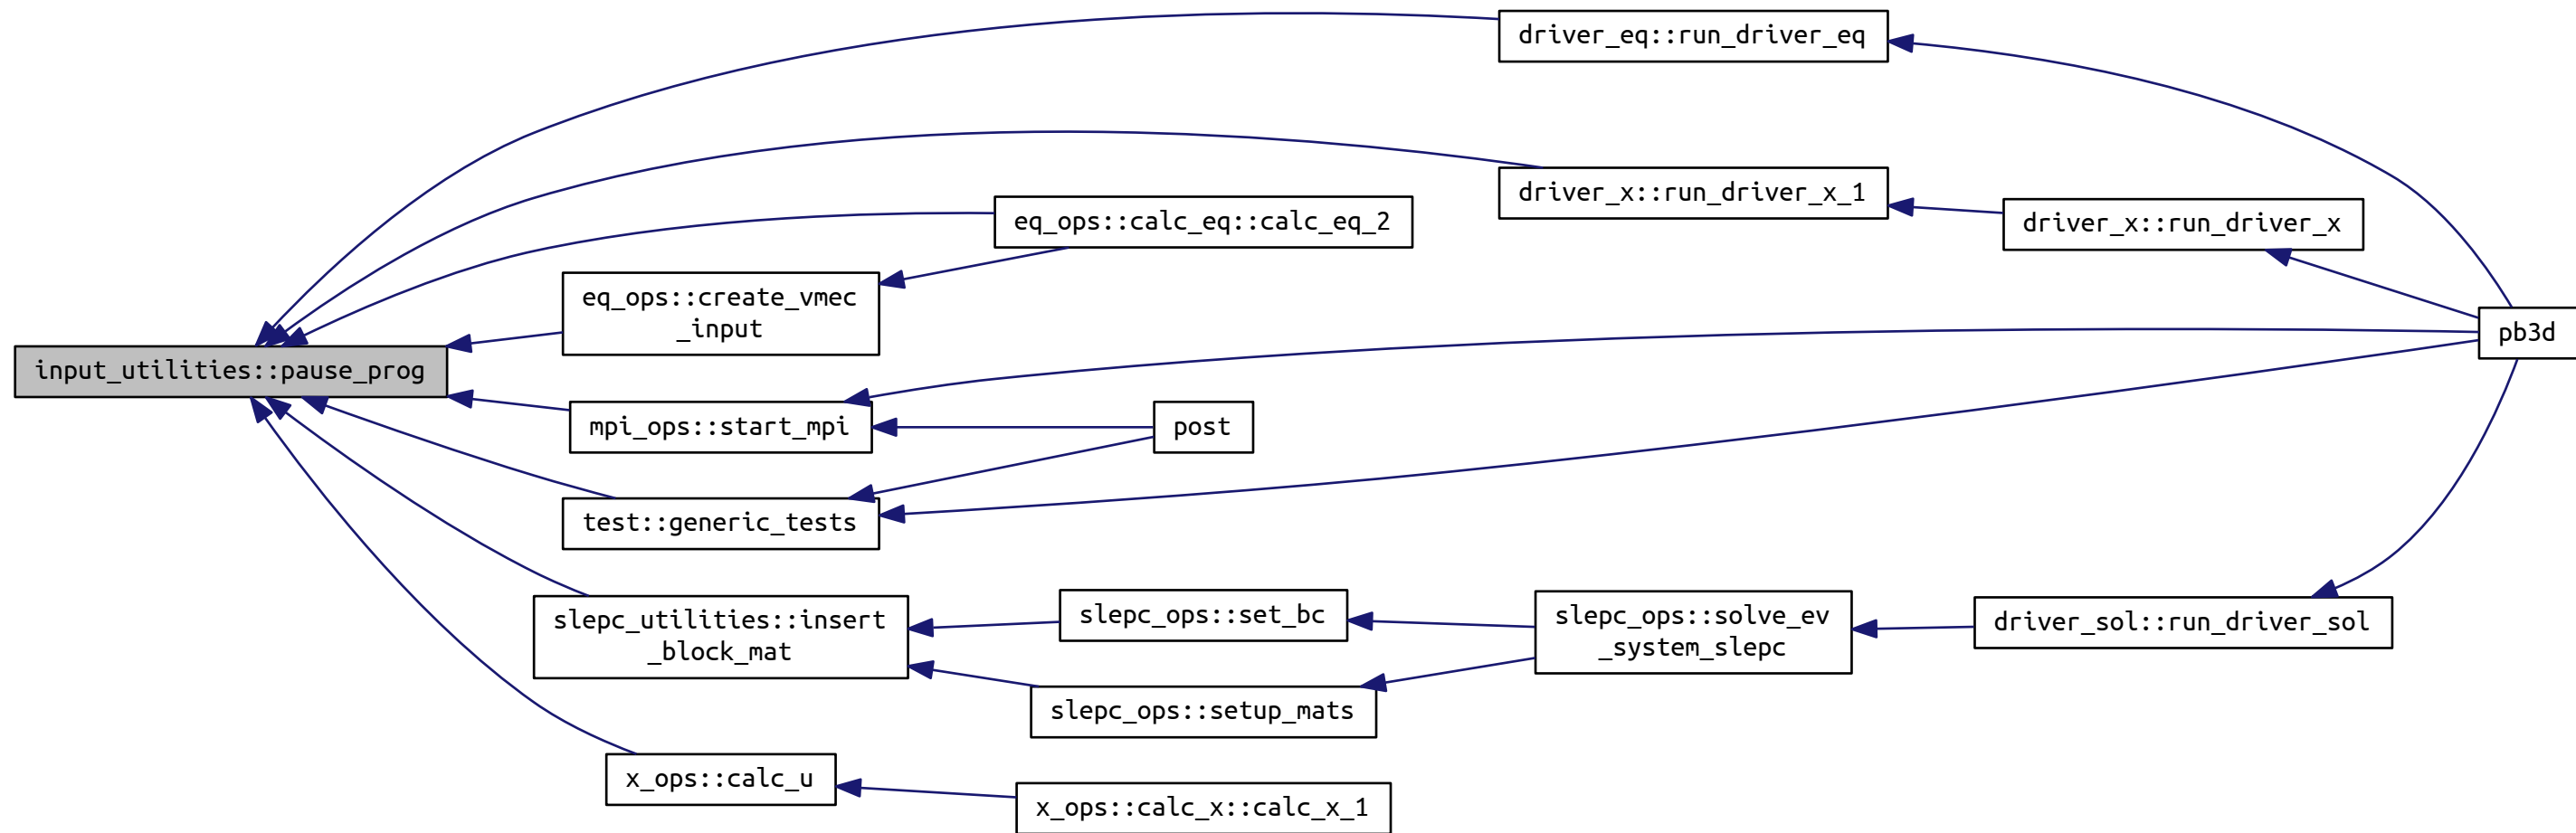 driver_eq::run_driver_eq
driver_x::run_driver_x_1
eq_ops::calc_eq::calc_eq_2
driver_x::run_driver_x
eq_ops::create_vmec
_input
pb3d
input_utilities::pause_prog
mpi_ops::start_mpi
post
test::generic_tests
slepc_utilities::insert
_block_mat
slepc_ops::set_bc
slepc_ops::solve_ev
_system_slepc
driver_sol::run_driver_sol
slepc_ops::setup_mats
x_ops::calc_u
x_ops::calc_x::calc_x_1